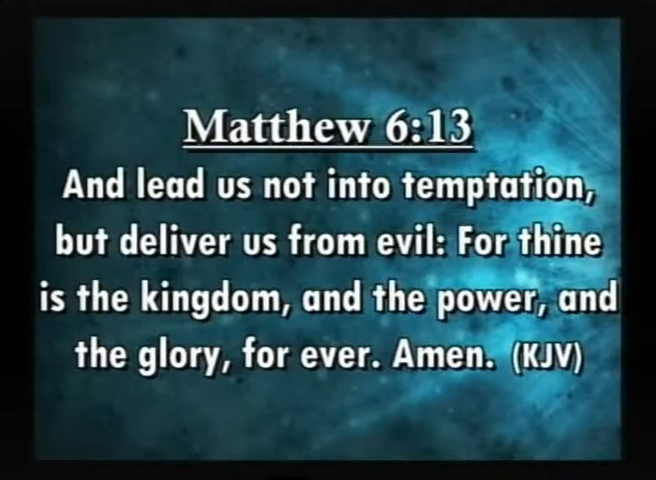 Matthew 6:13
And lead us not into temptation,
but deliver us from evil: For thine
is the kingdom, and the power, and
the glory, for ever. Amen. (KJV)